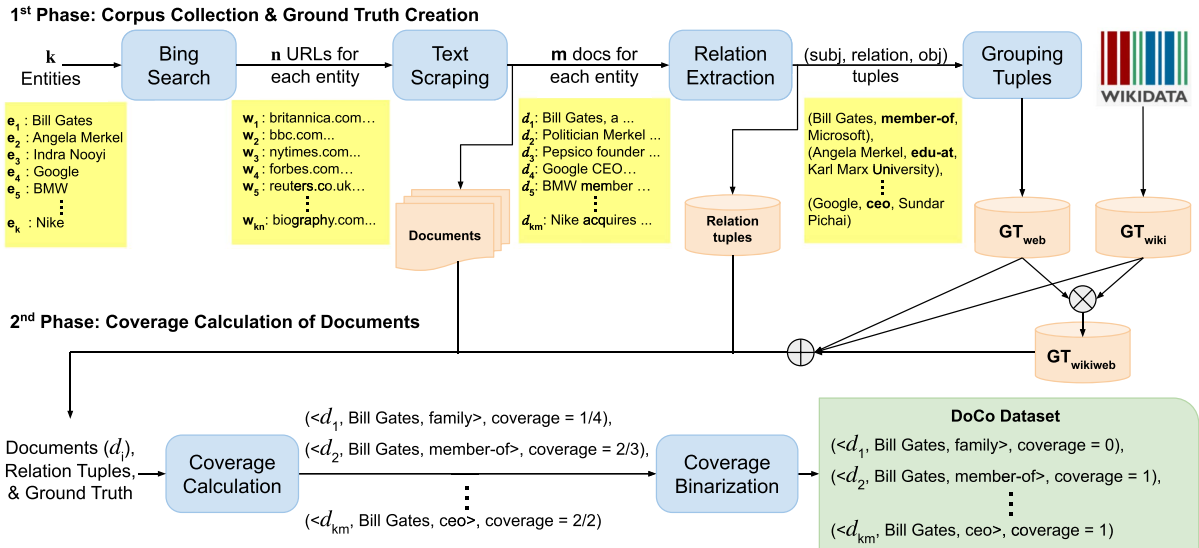 1st Phase: Corpus Collection & Ground Truth Creation
k
Entities
Bing
Search
n URLs for
each entity
Text
Scraping
m docs for
each entity
Relation
Extraction
(subj, relation, obj)
tuples
Grouping
Tuples
WIKIDATA
e1 : Bill Gates
e2 : Angela Merkel
e3 : Indra Nooyi
e4 : Google
e5 : BMW
ek : Nike
w1 : britannica.com…
w2 : bbc.com...
w3 : nytimes.com...
w4 : forbes.com…
w5 : reuters.co.uk…
wkn : biography.com...
Documents
d1: Bill Gates, a ...
d2: Politician Merkel ...
d3: Pepsico founder ...
d4: Google CEO…
d5: BMW member …
dkm: Nike acquires ...
Relation
tuples
(Bill Gates, member-of,
Microsoft),
(Angela Merkel, edu-at,
Karl Marx University),
(Google, ceo, Sundar
Pichai)
GTweb
GTwiki
GTwikiweb
2nd Phase: Coverage Calculation of Documents
Documents (di),
Relation Tuples,
& Ground Truth
Coverage
Calculation
(<d1, Bill Gates, family>, coverage = 1/4),
(<d2, Bill Gates, member-of>, coverage = 2/3),
(<dkm, Bill Gates, ceo>, coverage = 2/2)
Coverage
Binarization
DoCo Dataset
(<d1, Bill Gates, family>, coverage = 0),
(<d2, Bill Gates, member-of>, coverage = 1),
(<dkm, Bill Gates, ceo>, coverage = 1)